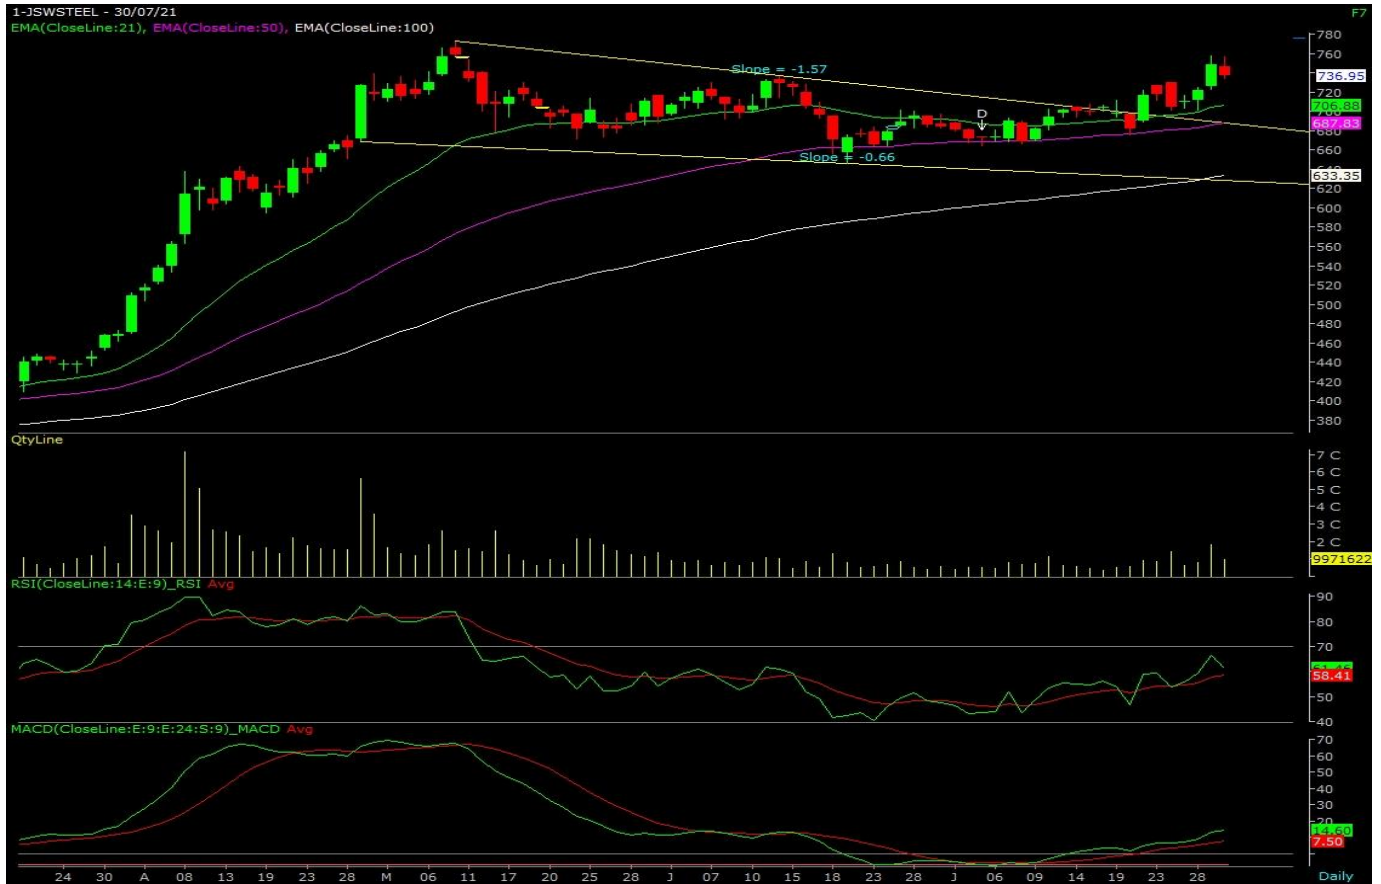 1-JSWSTEEL - 30/07/21
F7
EMA(CloseLine:21), EMA(CloseLine:50), EMA(CloseLine:100)
780
760
Slope = -1.57
736.95
720
706.88
D
687.83
660
Slope = -0.66
633.35
620
600
580
560
540
520
500
480
460
440
420
400
380
QtyLine
7 C
6 C
5 C
4 C
3 C
2 C
9971622
RSI(CloseLine:14:E:9)_RSI Avg
90
80
70
61.46
58.41
50
40
MACD(CloseLine:E:9:E:24:S:9)_MACD Avg
70
60
50
40
30
20
14.60
7.50
24 30 A 08 13 19 23 28 M 06 11 17 20 25 28 J 07 10 15 18 23 28 J 06 09 14 19 23 28 Daily